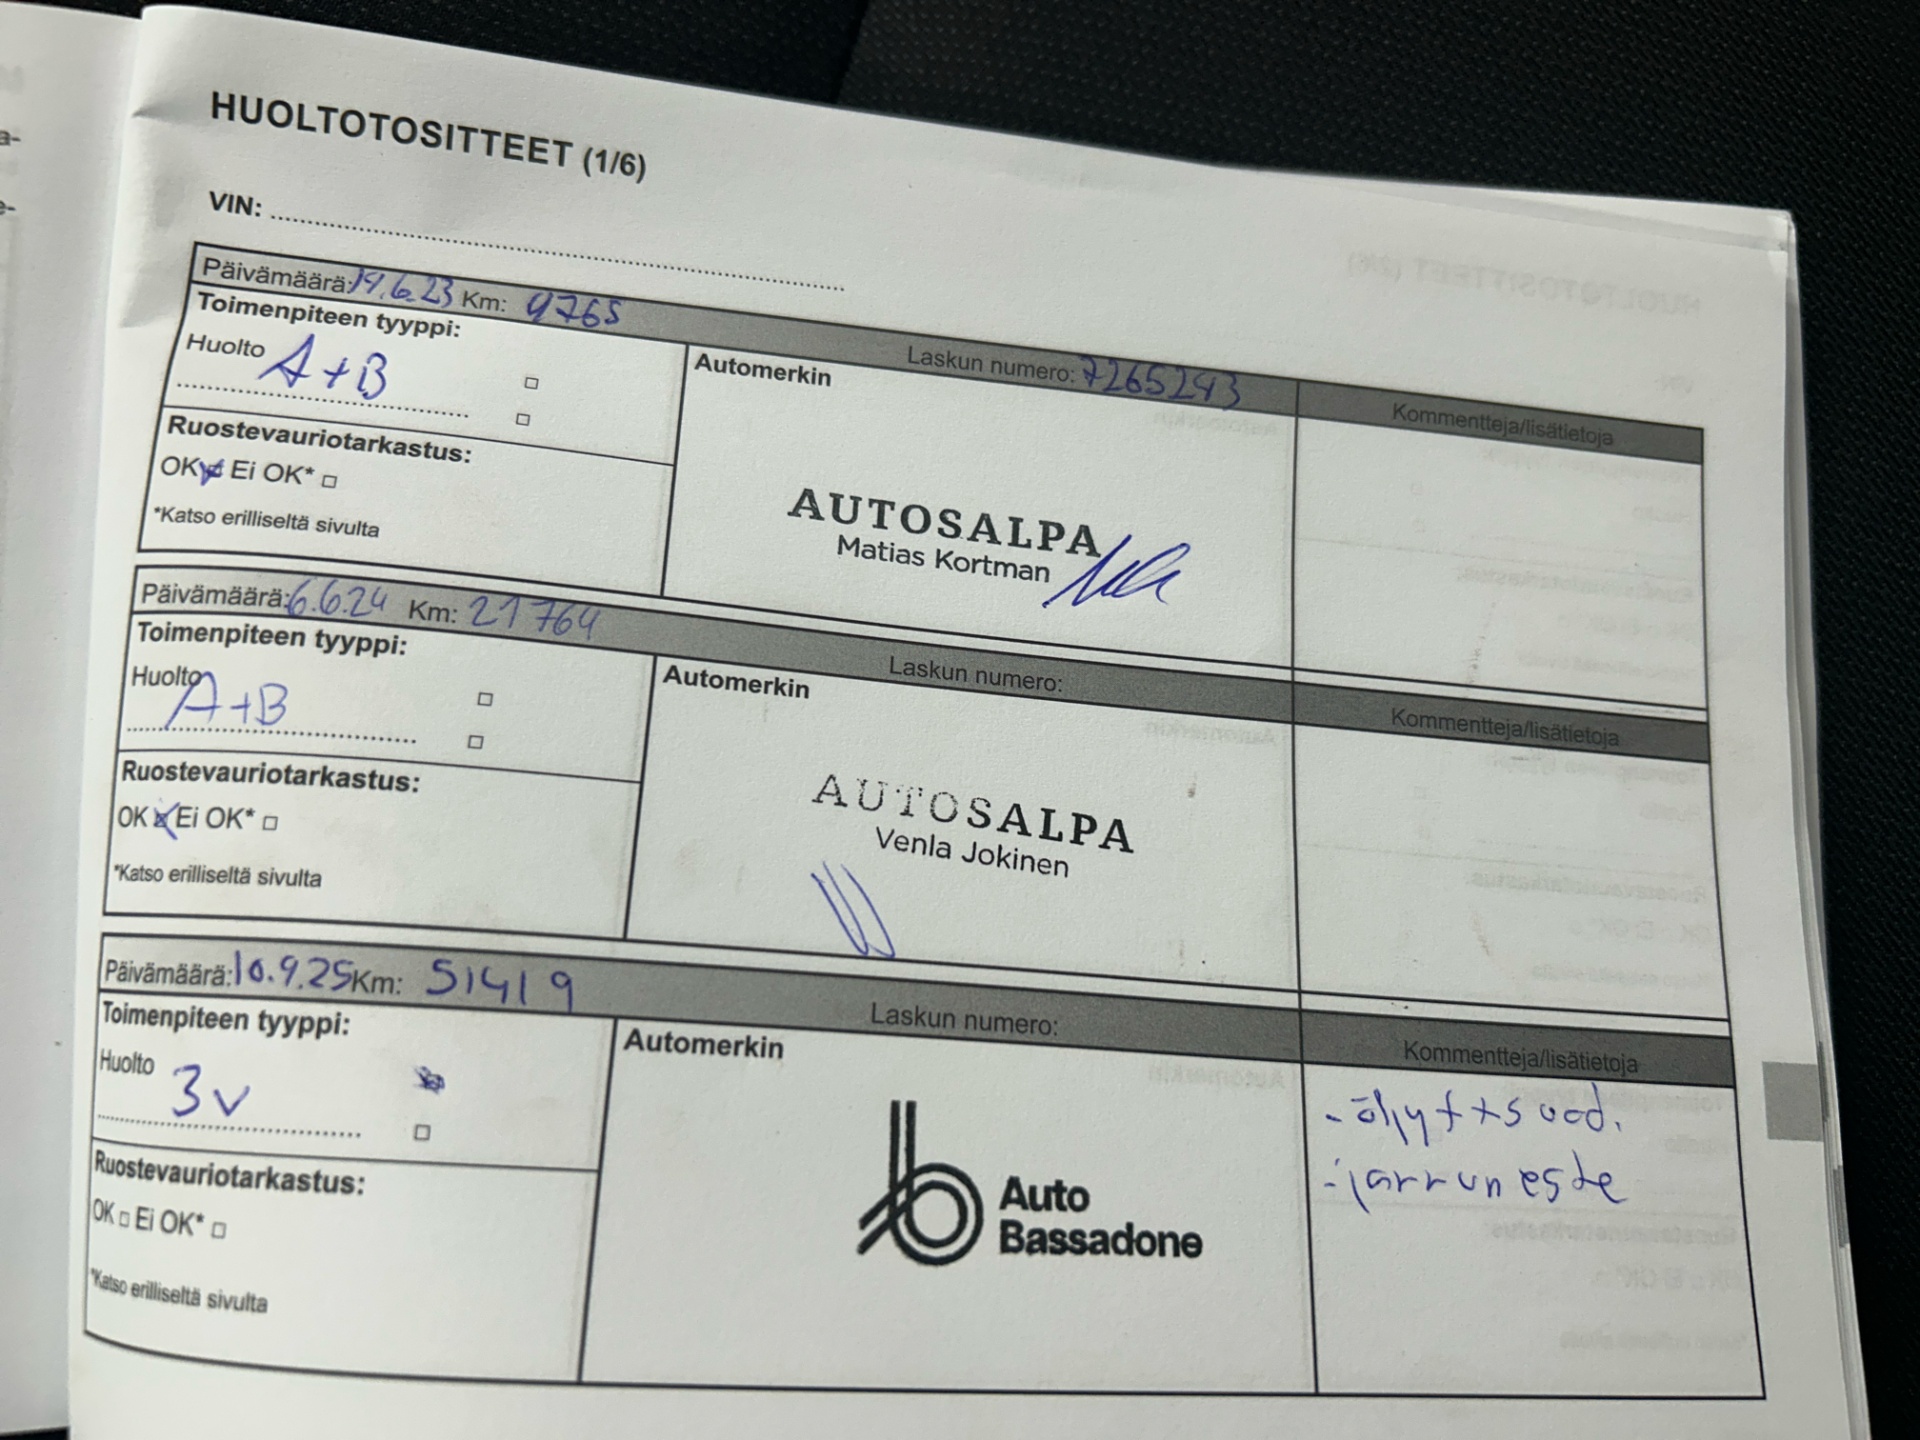 HUOLTOTOSITTEET (1/6)
VIN:
Päivämäärä: 19.6.23 Km: 9765 Laskun numero: 7265243 Kommentteja/lisätietoja
Toimenpiteen tyyppi:
Huolto A+B
Automerkin
Ruostevauriotarkastus:
OK Ei OK*
*Katso erilliseltä sivulta
AUTOSALPA
Matias Kortman
Päivämäärä: 6.6.24 Km: 21764 Laskun numero: Kommentteja/lisätietoja
Toimenpiteen tyyppi:
Huolto A+B
Automerkin
Ruostevauriotarkastus:
OK Ei OK*
*Katso erilliseltä sivulta
AUTOSALPA
Venla Jokinen
Päivämäärä: 10.9.25 Km: 51419 Laskun numero: Kommentteja/lisätietoja
Toimenpiteen tyyppi:
Huolto 3v
Automerkin
Ruostevauriotarkastus:
OK Ei OK*
*Katso erilliseltä sivulta
Auto
Bassadone
- öljyt+suod.
- jarruneste